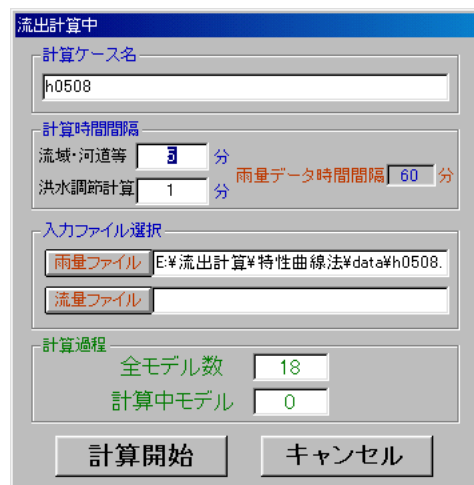 流出計算中
計算ケース名
h0508
計算時間間隔
流域・河道等 5 分
洪水調節計算 1 分
雨量データ時間間隔 60 分
入力ファイル選択
雨量ファイル E:¥流出計算¥特性曲線法¥data¥h0508.
流量ファイル
計算過程
全モデル数 18
計算中モデル 0
計算開始 キャンセル